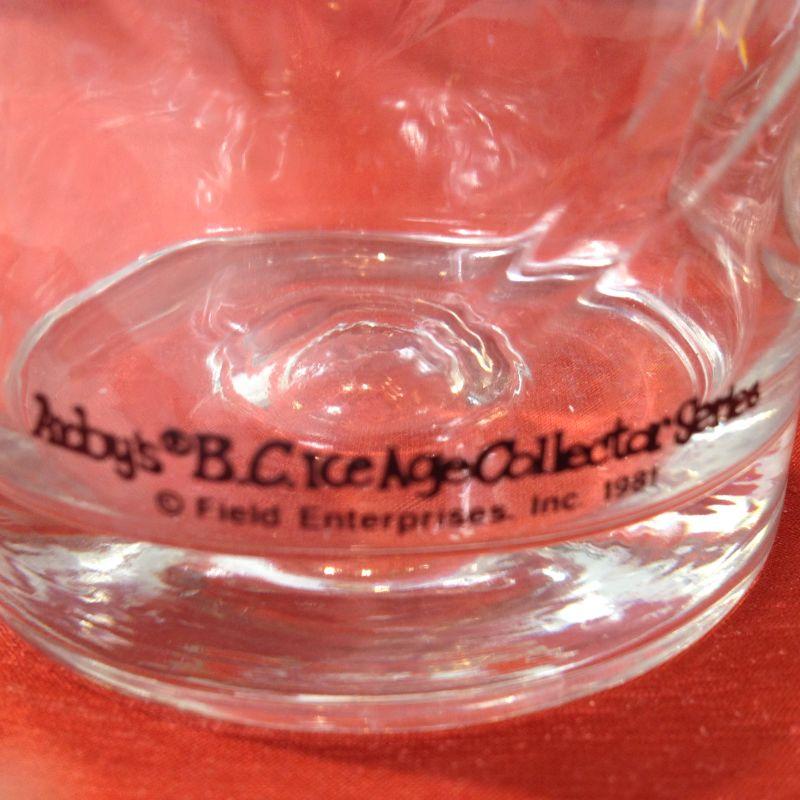 Arby's® B.C. Ice Age Collector Series
© Field Enterprises, Inc. 1981